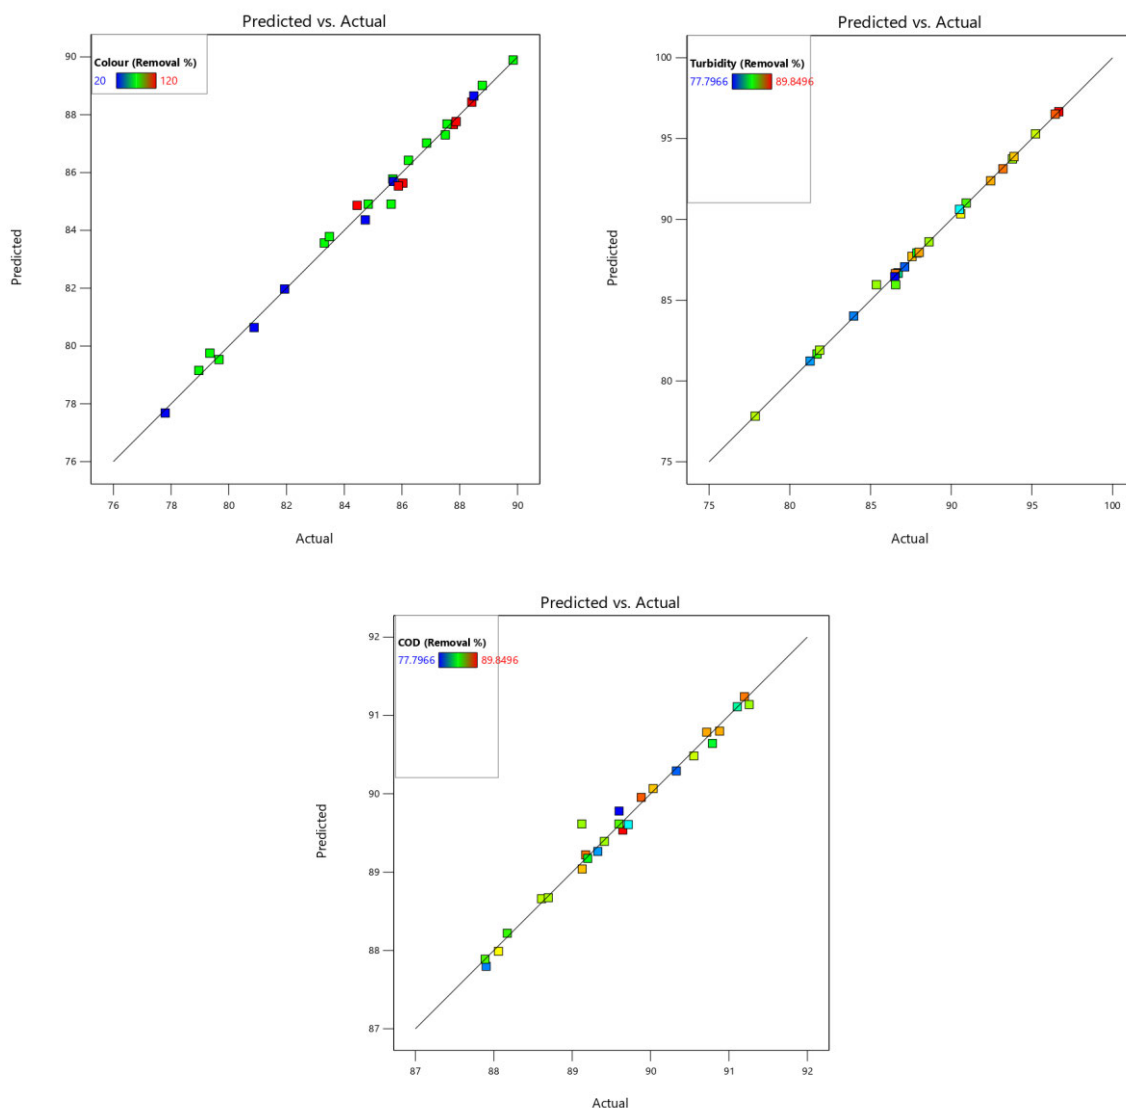 Predicted vs. Actual
Colour (Removal %)
20 120
90
88
86
84
82
80
78
76
Predicted
76 78 80 82 84 86 88 90
Actual
Predicted vs. Actual
Turbidity (Removal %)
77.7966 89.8496
100
95
90
85
80
75
Predicted
75 80 85 90 95 100
Actual
Predicted vs. Actual
COD (Removal %)
77.7966 89.8496
92
91
90
89
88
87
Predicted
87 88 89 90 91 92
Actual